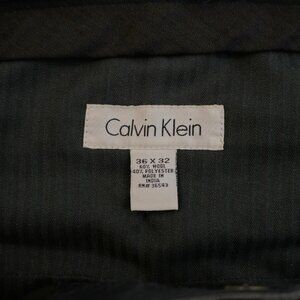 Calvin Klein
36 X 32
60% WOOL
40% POLYESTER
MADE IN
INDIA
RN# 36543